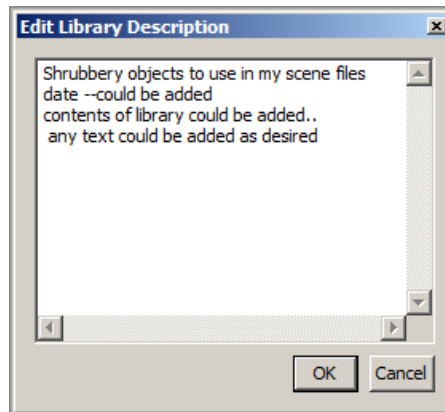 Edit Library Description
Shrubbery objects to use in my scene files
date --could be added
contents of library could be added..
any text could be added as desired
OK Cancel